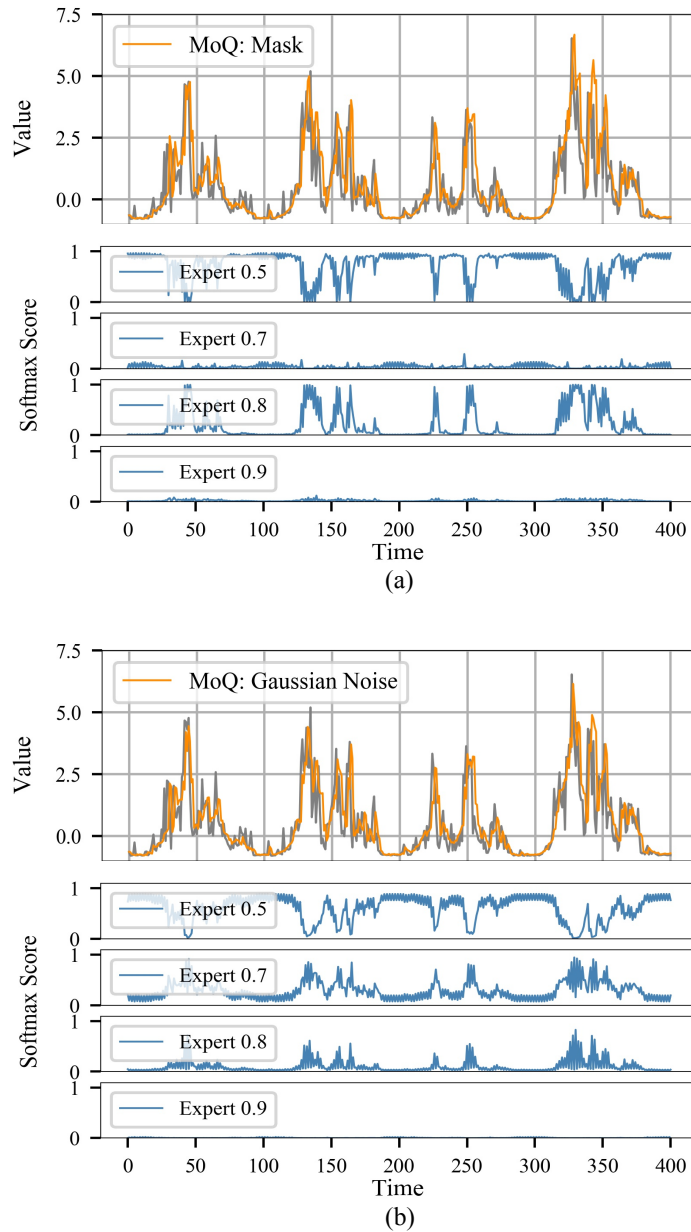 7.5
MoQ: Mask
5.0
Value
2.5
0.0
1
Expert 0.5
0
1
Expert 0.7
Softmax Score
0
1
Expert 0.8
0
1
Expert 0.9
0
0 50 100 150 200 250 300 350 400
Time
(a)
7.5
MoQ: Gaussian Noise
5.0
Value
2.5
0.0
1
Expert 0.5
0
1
Expert 0.7
Softmax Score
0
1
Expert 0.8
0
1
Expert 0.9
0
0 50 100 150 200 250 300 350 400
Time
(b)